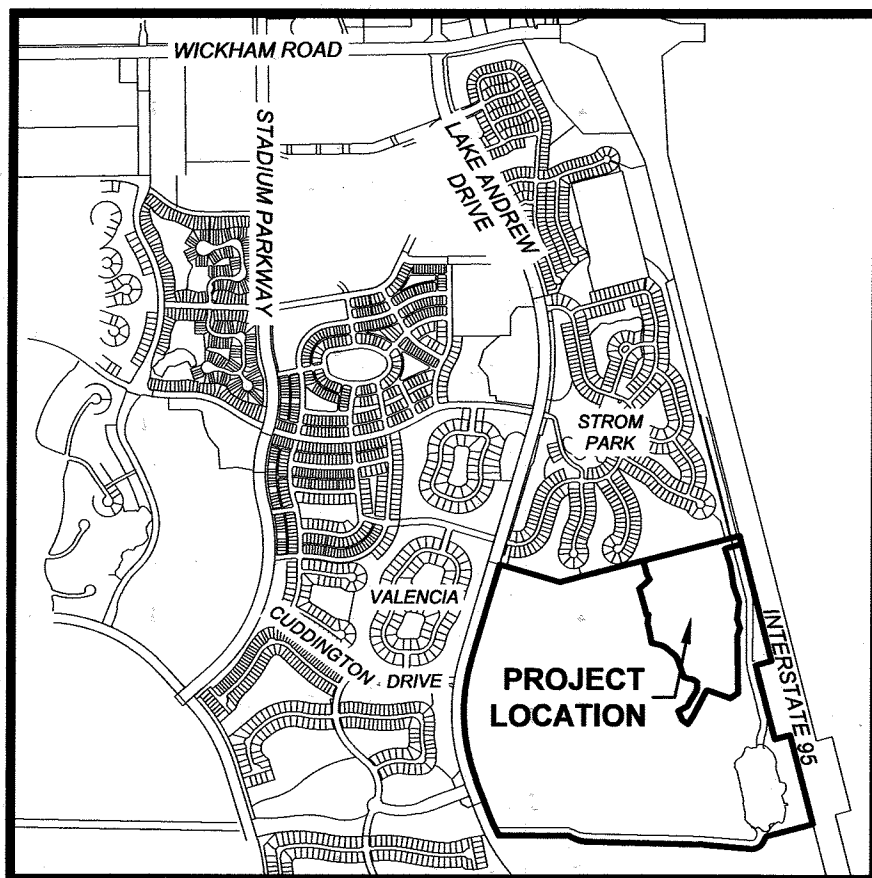 WICKHAM ROAD
STADIUM PARKWAY
LAKE ANDREW
DRIVE
STROM
PARK
VALENCIA
CUDDINGTON DRIVE
PROJECT
LOCATION
INTERSTATE 95